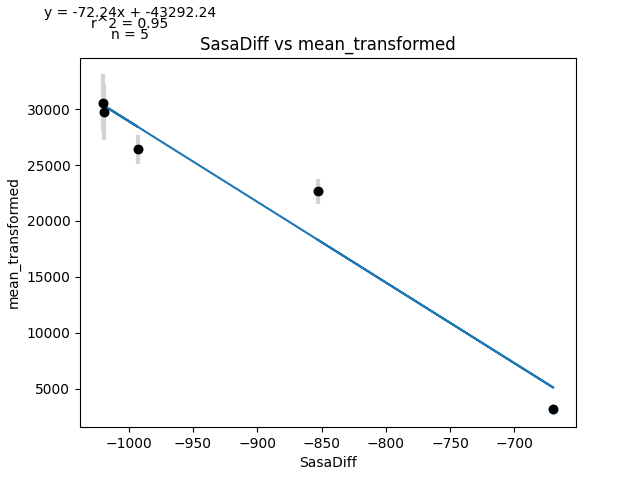 y = -72.24x + -43292.24
r^2 = 0.95
n = 5
SasaDiff vs mean_transformed
30000
25000
20000
15000
10000
5000
mean_transformed
−1000
−950
−900
−850
−800
−750
−700
SasaDiff